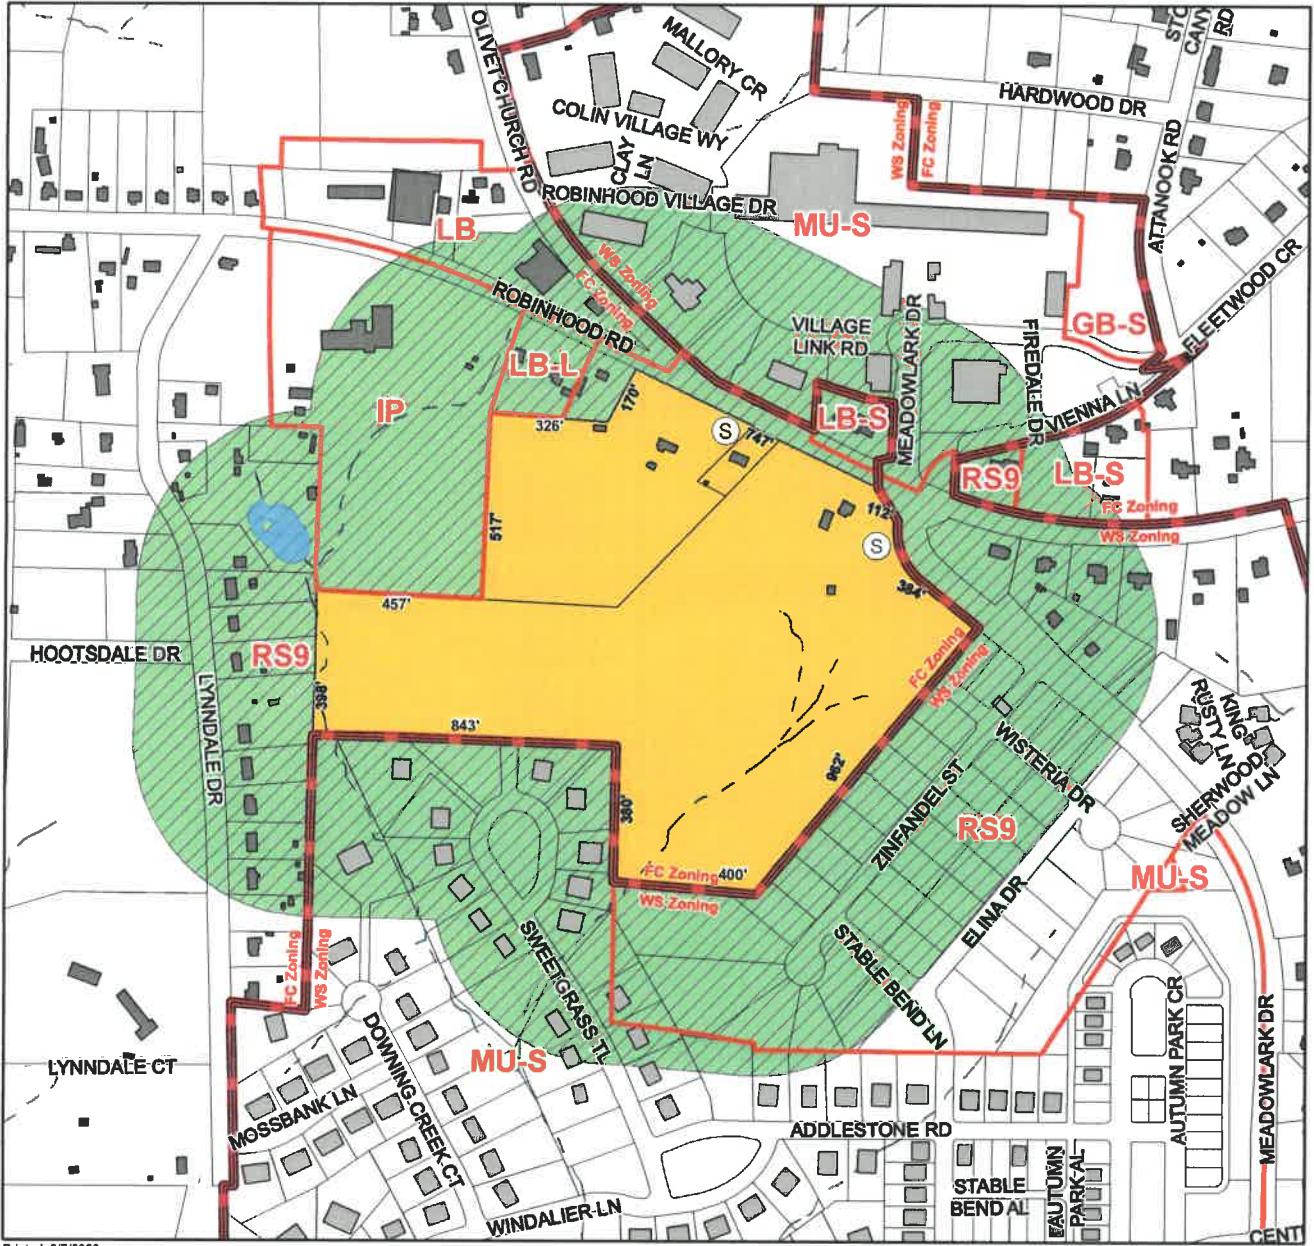 OLIVET CHURCH RD
MALLORY CR
COLIN VILLAGE WY
CLAY
LN
ROBINHOOD VILLAGE DR
HARDWOOD DR
RD
WS Zoning
FC Zoning
ATTANOOK RD
FLEETWOOD CR
LB
MU-S
WS Zoning
FC Zoning
ROBINHOOD RD
VILLAGE
LINK RD
MEADOWLARK DR
FIREDALE DR
GB-S
VIENNA LN
LB-L
IP
170'
326'
S
747'
LB-S
RS9
LB-S
FC Zoning
WS Zoning
517'
112'
S
384'
457'
HOOTSDALE DR
RS9
LYNNDALE DR
398'
FC Zoning
WS Zoning
843'
962'
380'
KING
RUSTY LN
WISTERIA DR
SHERWOOD
MEADOW LN
ZINFANDEL ST
RS9
MU-S
FC Zoning
400'
WS Zoning
ELINA DR
STABLE BEND LN
SWEETGRASS TL
FC Zoning
WS Zoning
MU-S
DOWNING CREEK CT
LYNNDALE CT
MOSSBANK LN
AUTUMN PARK CR
MEADOWLARK DR
ADDLESTONE RD
STABLE
BEND AL
AUTUMN
PARK AL
WINDALIER LN
CENT